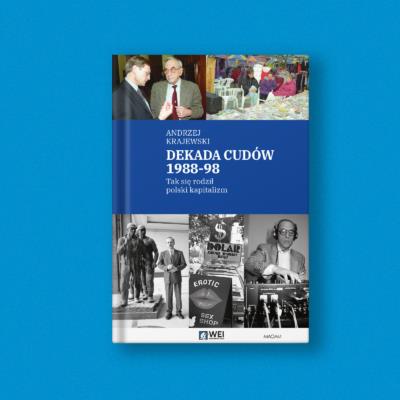 ANDRZEJ
KRAJEWSKI
DEKADA CUDÓW
1988-98
Tak się rodził
polski kapitalizm
$
DOLAR
EROTIC
SEX
SHOP
WEI